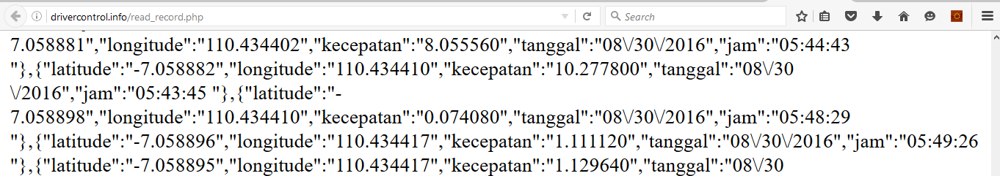 drivercontrol.info/read_record.php
Search
7.058881","longitude":"110.434402","kecepatan":"8.055560","tanggal":"08\/30\/2016","jam":"05:44:43
"},{"latitude":"-7.058882","longitude":"110.434410","kecepatan":"10.277800","tanggal":"08\/30
\/2016","jam":"05:43:45 "},{"latitude":"-
7.058898","longitude":"110.434410","kecepatan":"0.074080","tanggal":"08\/30\/2016","jam":"05:48:29
"},{"latitude":"-7.058896","longitude":"110.434417","kecepatan":"1.111120","tanggal":"08\/30\/2016","jam":"05:49:26
"},{"latitude":"-7.058895","longitude":"110.434417","kecepatan":"1.129640","tanggal":"08\/30